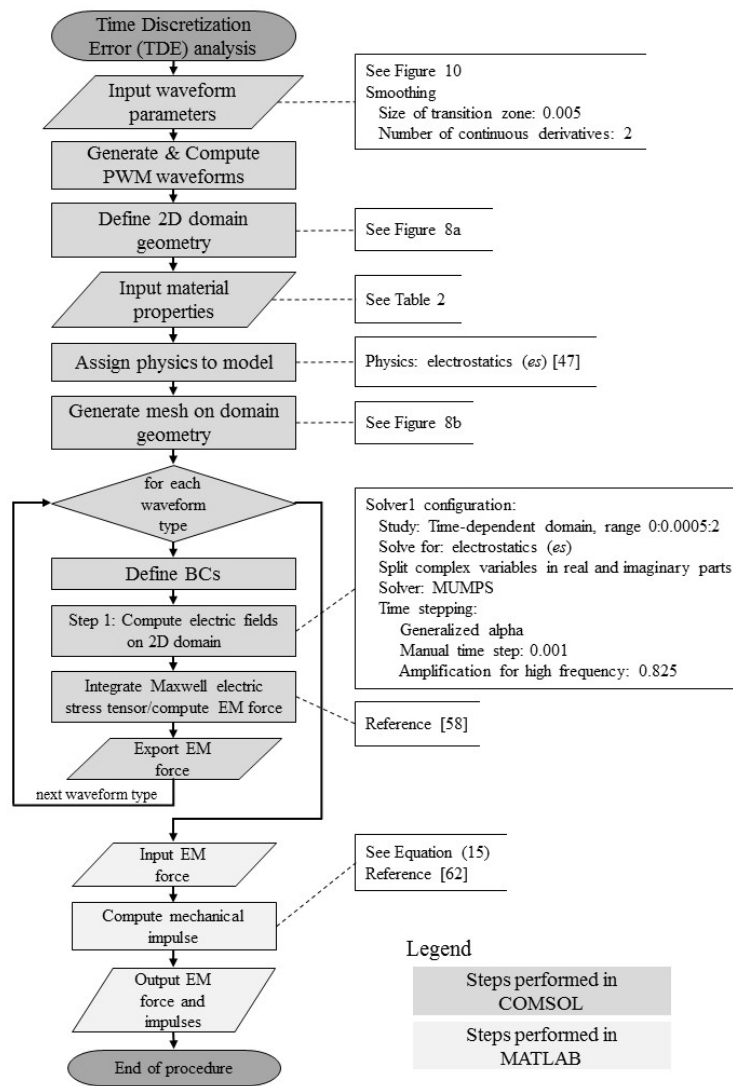 Time Discretization
Error (TDE) analysis
Input waveform
parameters
See Figure 10
Smoothing
Size of transition zone: 0.005
Number of continuous derivatives: 2
Generate & Compute
PWM waveforms
Define 2D domain
geometry
See Figure 8a
Input material
properties
See Table 2
Assign physics to model
Physics: electrostatics (es) [47]
Generate mesh on domain
geometry
See Figure 8b
for each
waveform
type
Solver1 configuration:
Study: Time-dependent domain, range 0:0.0005:2
Solve for: electrostatics (es)
Split complex variables in real and imaginary parts
Solver: MUMPS
Time stepping:
Generalized alpha
Manual time step: 0.001
Amplification for high frequency: 0.825
Define BCs
Step 1: Compute electric fields
on 2D domain
Integrate Maxwell electric
stress tensor/compute EM force
Reference [58]
Export EM
force
next waveform type
Input EM
force
See Equation (15)
Reference [62]
Compute mechanical
impulse
Output EM
force and
impulses
End of procedure
Legend
Steps performed in
COMSOL
Steps performed in
MATLAB